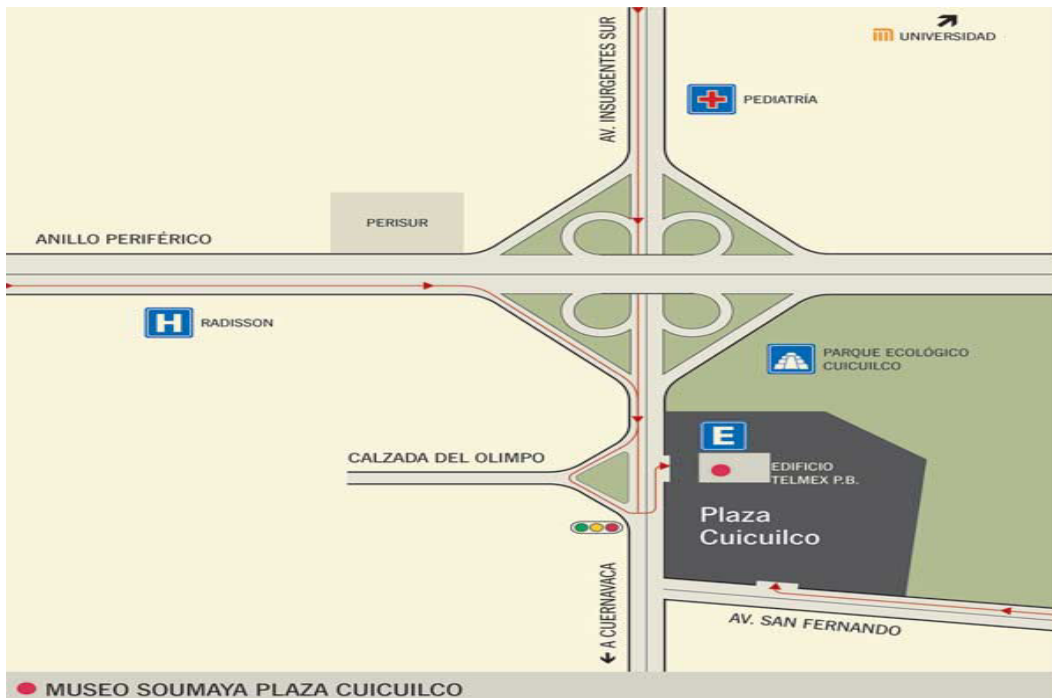 UNIVERSIDAD
AV. INSURGENTES SUR
PEDIATRÍA
PERISUR
ANILLO PERIFÉRICO
H
RADISSON
PARQUE ECOLÓGICO
CUICUILCO
E
CALZADA DEL OLIMPO
EDIFICIO
TELMEX P.B.
Plaza
Cuicuilco
A CUERNAVACA
AV. SAN FERNANDO
MUSEO SOUMAYA PLAZA CUICUILCO